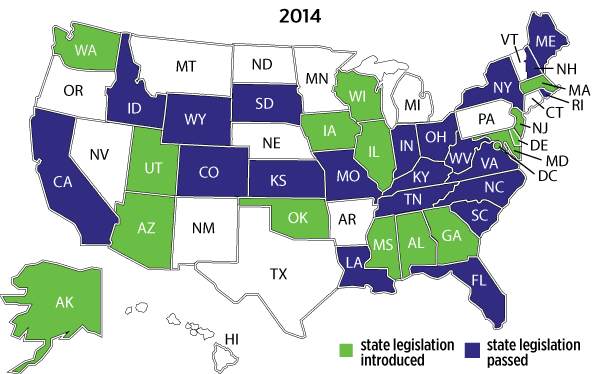 2014
WA
MT
ND
MN
VT
ME
OR
ID
SD
WI
MI
NY
NH
MA
RI
CT
WY
IA
PA
NJ
NV
NE
IL
IN
OH
DE
MD
DC
CA
UT
CO
KS
MO
WV
VA
KY
NC
TN
AZ
NM
OK
AR
SC
MS
AL
GA
TX
LA
FL
AK
HI
state legislation
introduced
state legislation
passed